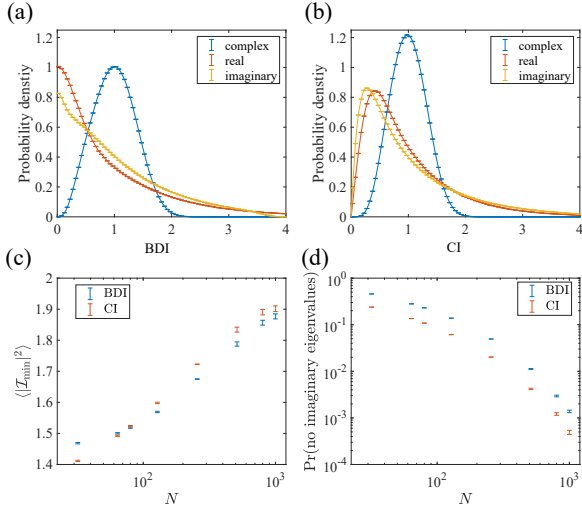 (a)
Probability denstiy
1.2
1
0.8
0.6
0.4
0.2
0
0 1 2 3 4
BDI
complex
real
imaginary
(b)
Probability denstiy
1.2
1
0.8
0.6
0.4
0.2
0
0 1 2 3 4
CI
complex
real
imaginary
(c)
⟨|𝓘min|²⟩
2
1.9
1.8
1.7
1.6
1.5
1.4
10² 10³
N
BDI
CI
(d)
Pr(no imaginary eigenvalues)
10⁰
10⁻¹
10⁻²
10⁻³
10⁻⁴
10² 10³
N
BDI
CI